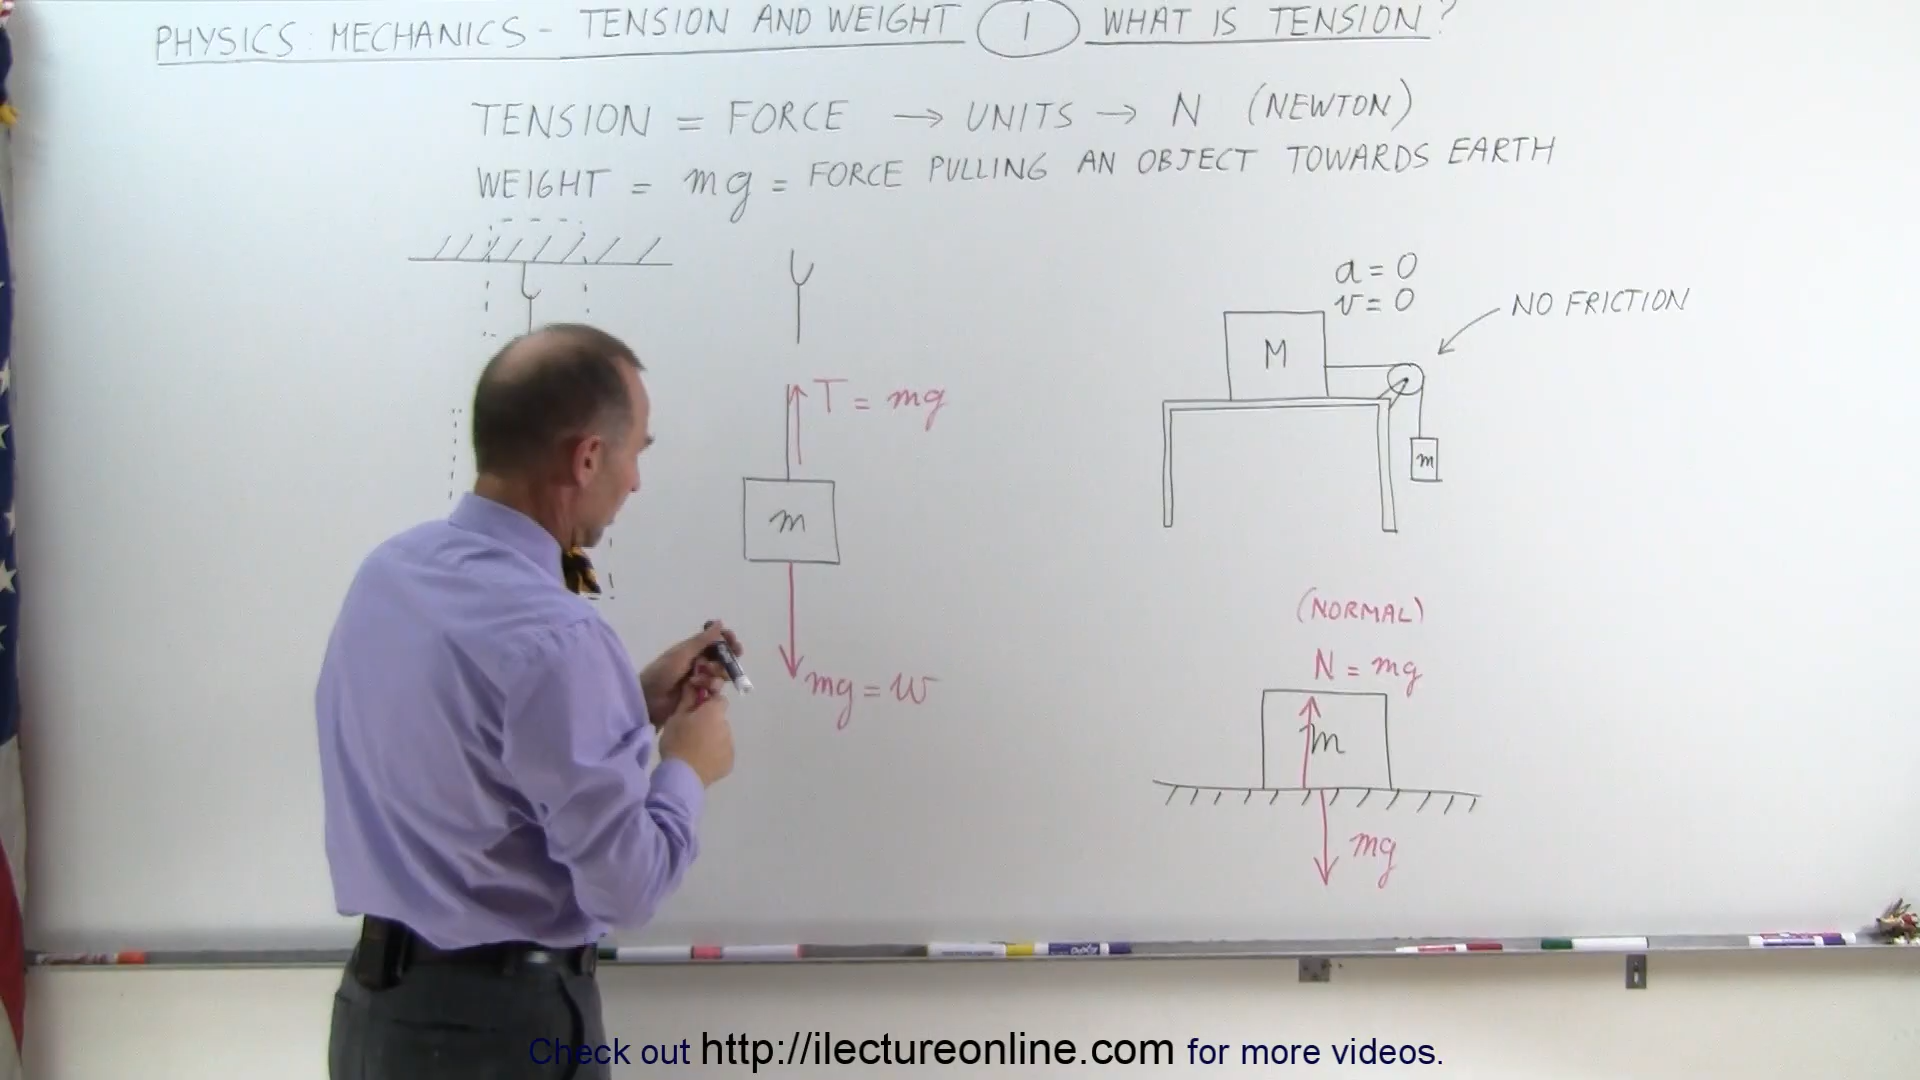 PHYSICS: MECHANICS - TENSION AND WEIGHT 1 WHAT IS TENSION?
TENSION = FORCE → UNITS → N (NEWTON)
WEIGHT = mg = FORCE PULLING AN OBJECT TOWARDS EARTH
T = mg
m
mg = W
a = 0
v = 0
NO FRICTION
M
m
(NORMAL)
N = mg
m
mg
Check out http://ilectureonline.com for more videos.